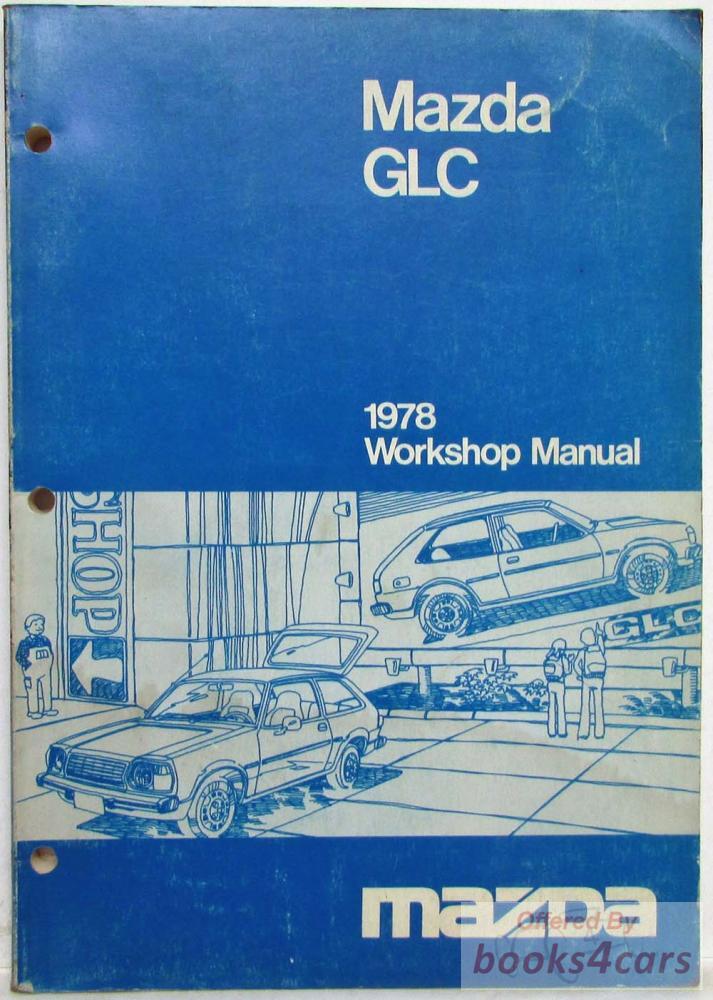 Mazda
GLC
1978
Workshop Manual
SHOP
GLC
mazda
Offered By
books4cars